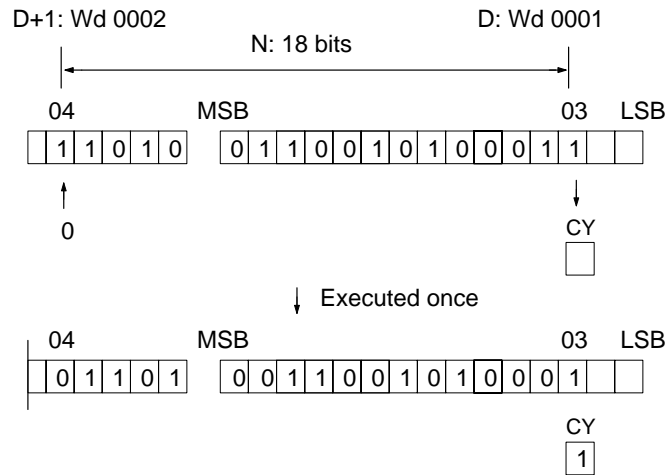 D+1: Wd 0002 D: Wd 0001
N: 18 bits
04 MSB 03 LSB
1 1 0 1 0 0 1 1 0 0 1 0 1 0 0 0 1 1
0
CY
Executed once
04 MSB 03 LSB
0 1 1 0 1 0 0 1 1 0 0 1 0 1 0 0 0 1
CY
1